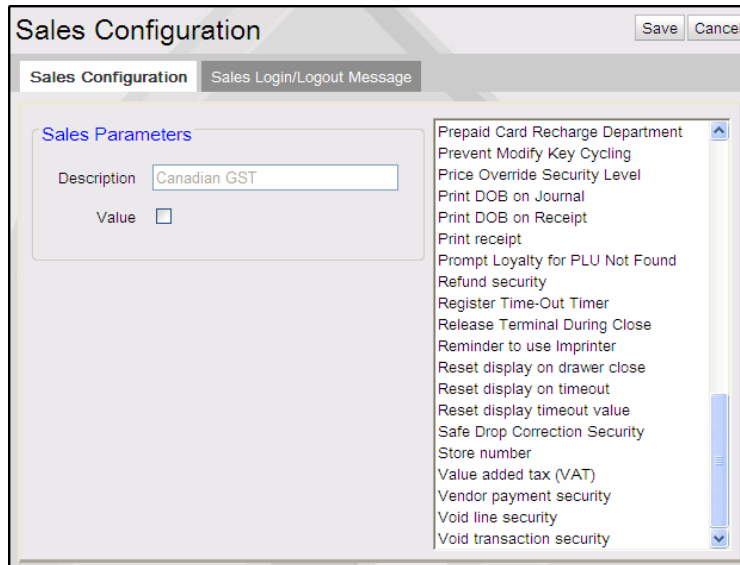 Sales Configuration
Save
Cancel
Sales Configuration
Sales Login/Logout Message
Sales Parameters
Description
Canadian GST
Value
Prepaid Card Recharge Department
Prevent Modify Key Cycling
Price Override Security Level
Print DOB on Journal
Print DOB on Receipt
Print receipt
Prompt Loyalty for PLU Not Found
Refund security
Register Time-Out Timer
Release Terminal During Close
Reminder to use Imprinter
Reset display on drawer close
Reset display on timeout
Reset display timeout value
Safe Drop Correction Security
Store number
Value added tax (VAT)
Vendor payment security
Void line security
Void transaction security